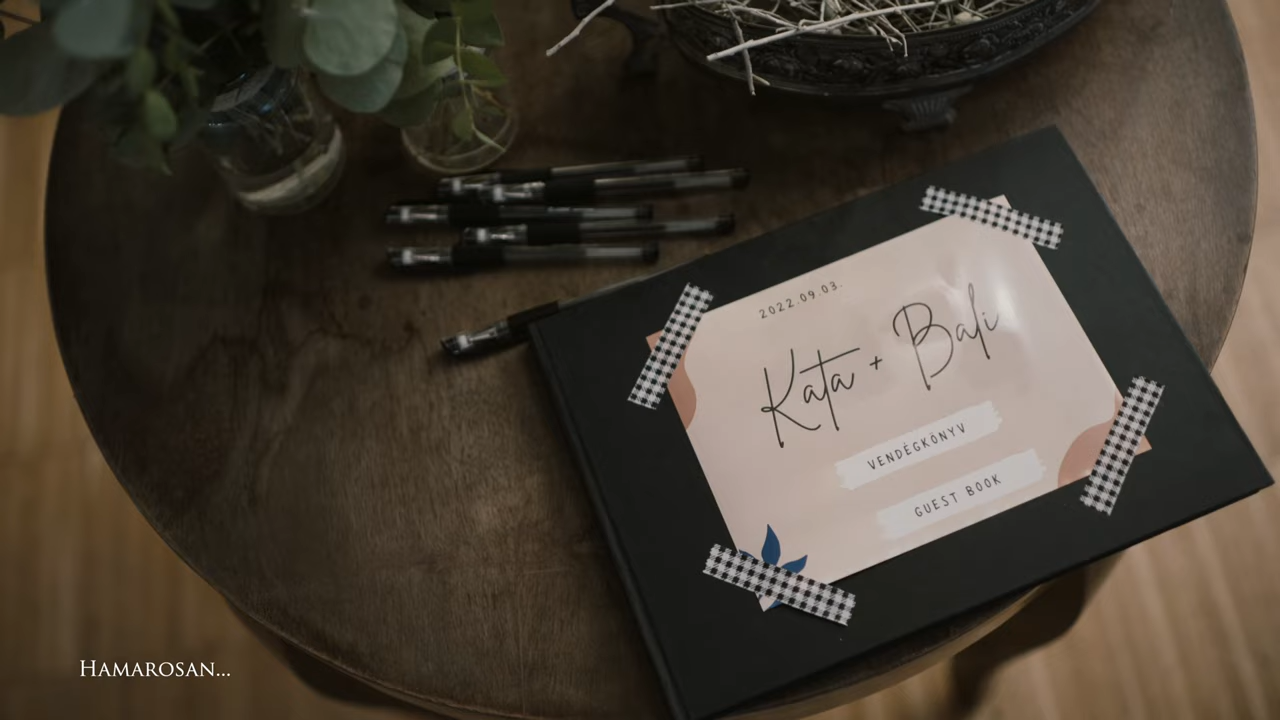 2022.09.03.
Kata + Bali
VENDÉGKÖNYV
GUEST BOOK
HAMAROSAN...